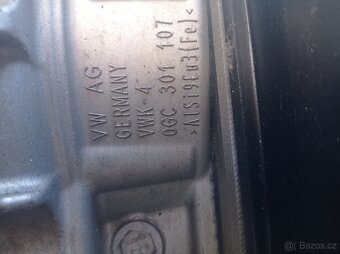 VW AG
GERMANY
VWK-4
0GC 301 107
>AlSi9Cu3(Fe)<
© Bazos.cz